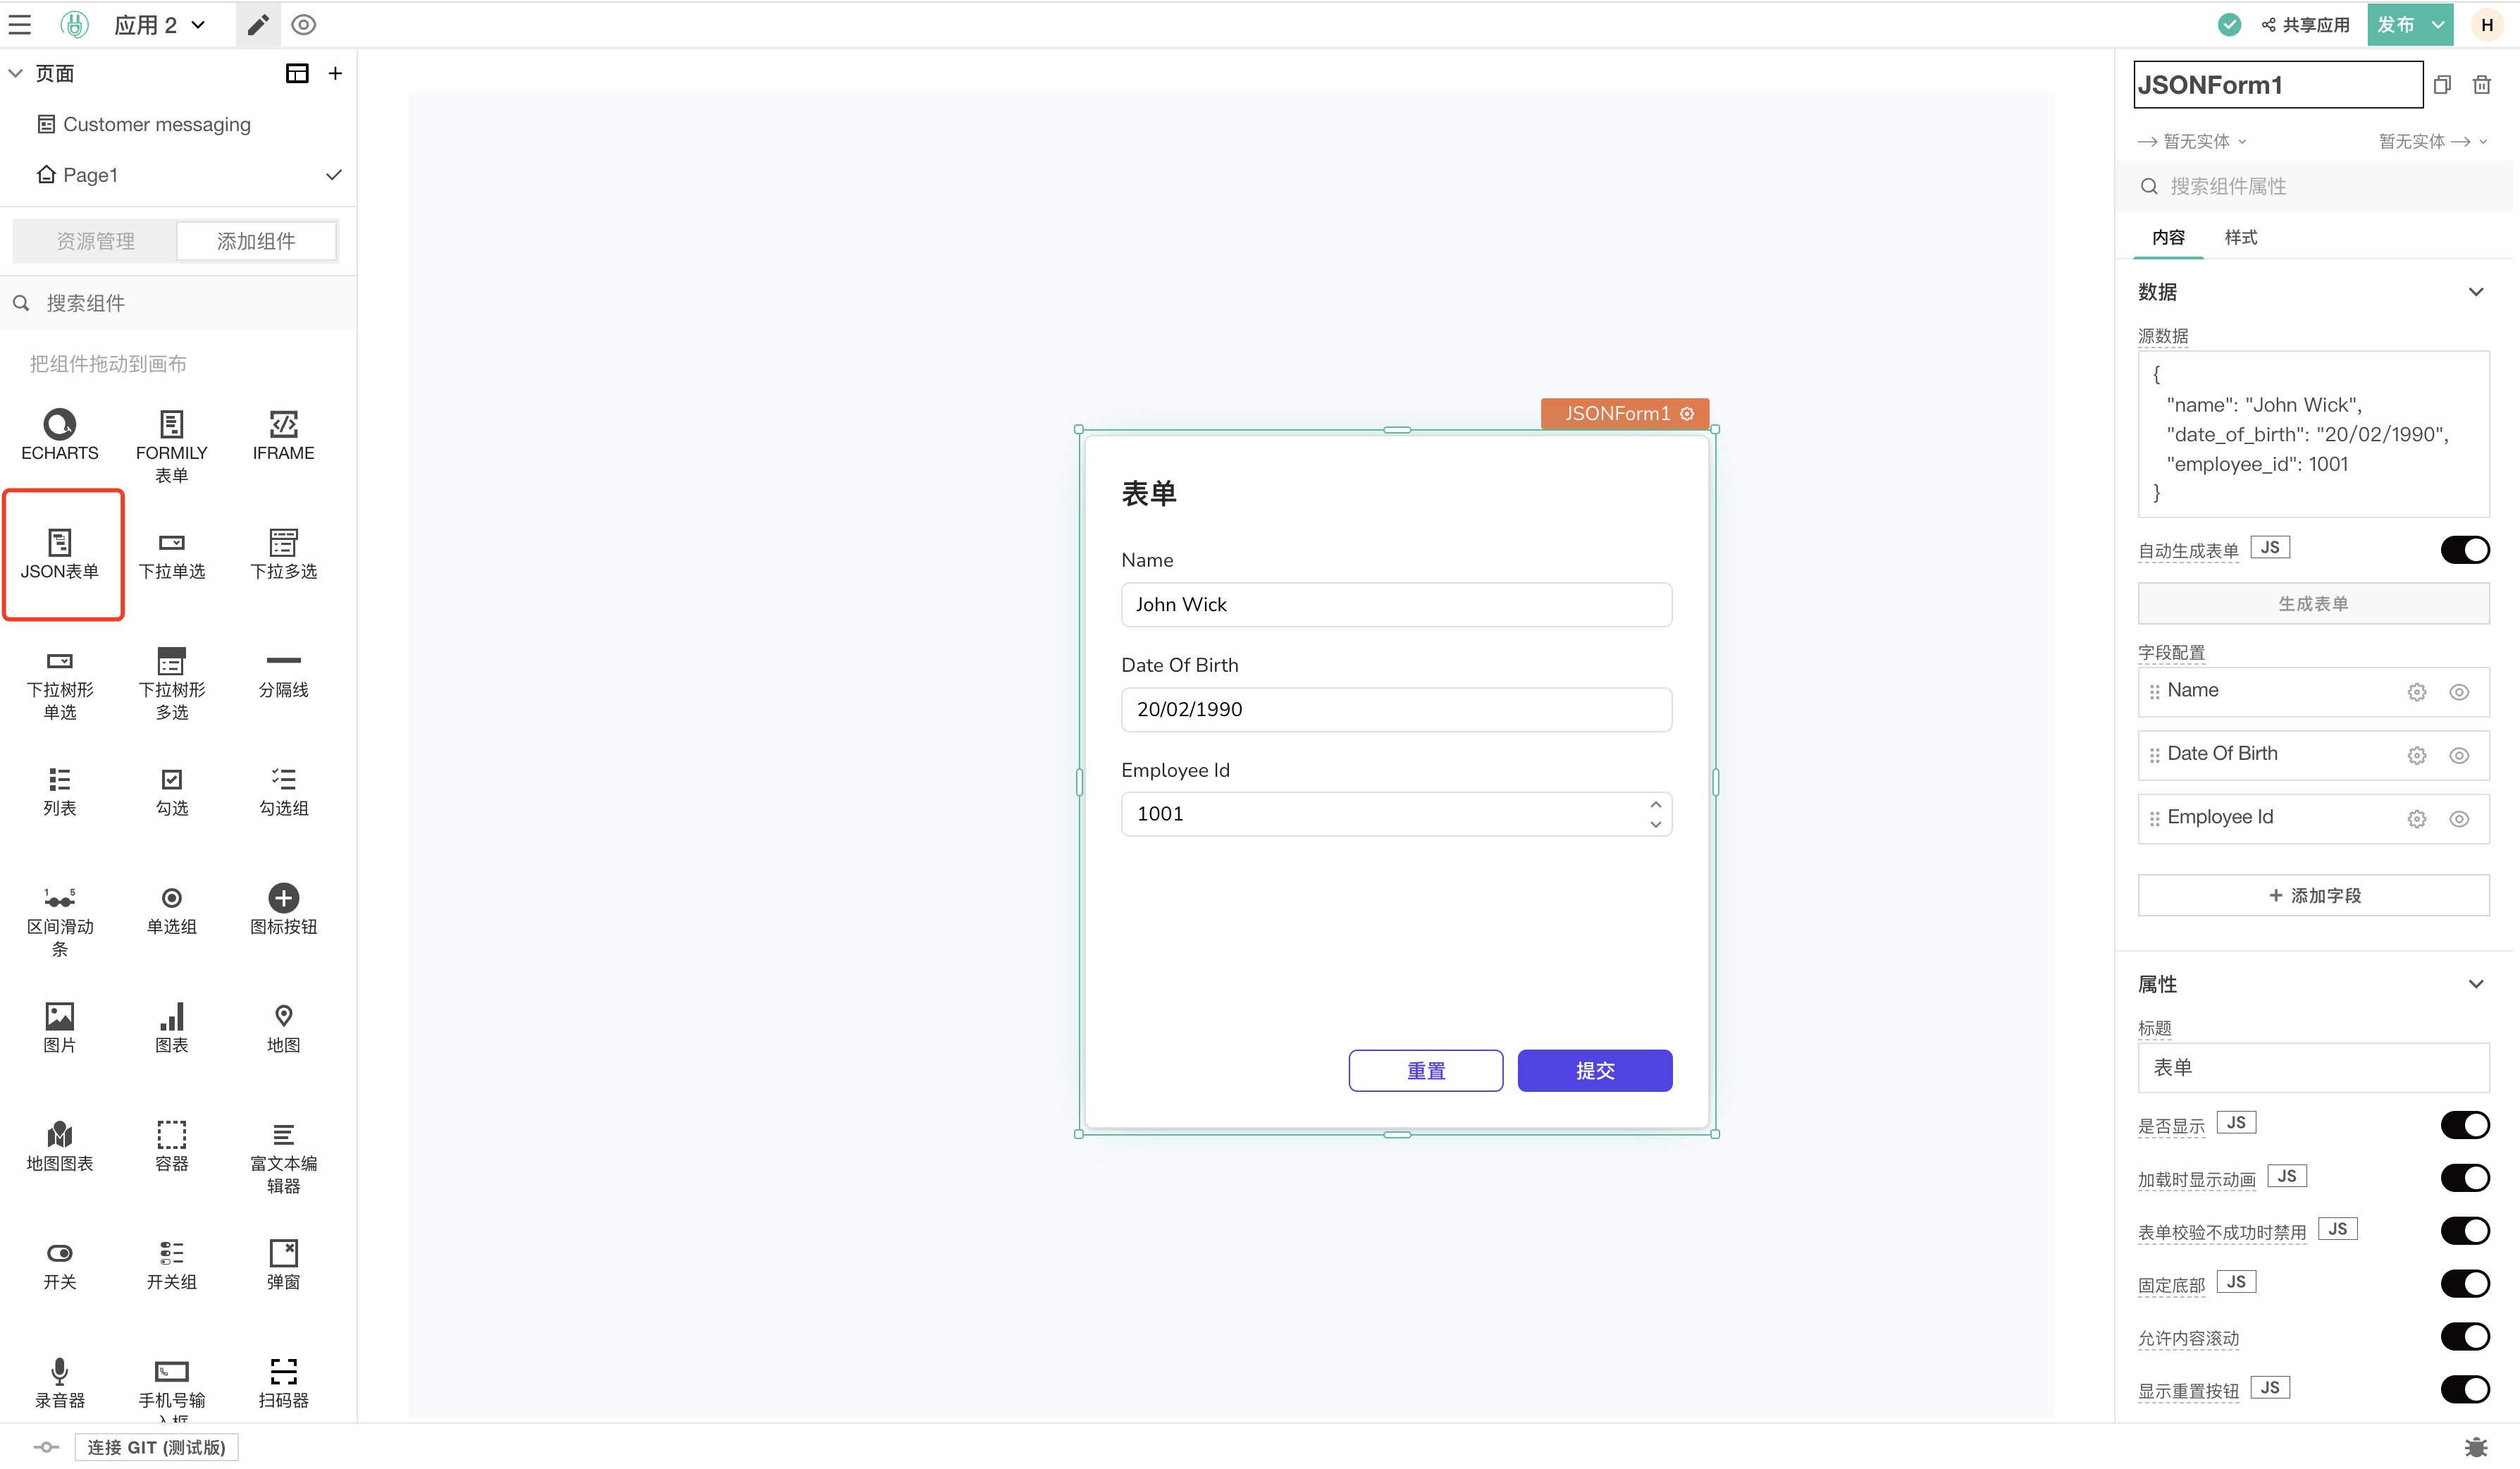 应用 2
共享应用
发布
H
页面
Customer messaging
Page1
资源管理
添加组件
搜索组件
把组件拖动到画布
ECHARTS
FORMILY
表单
IFRAME
JSON表单
下拉单选
下拉多选
下拉树形
单选
下拉树形
多选
分隔线
列表
勾选
勾选组
1 5
区间滑动
条
单选组
图标按钮
图片
图表
地图
地图图表
容器
富文本编
辑器
开关
开关组
弹窗
录音器
手机号输
入框
扫码器
连接 GIT (测试版)
JSONForm1
表单
Name
John Wick
Date Of Birth
20/02/1990
Employee Id
1001
重置
提交
JSONForm1
暂无实体
暂无实体
搜索组件属性
内容
样式
数据
源数据
{
"name": "John Wick",
"date_of_birth": "20/02/1990",
"employee_id": 1001
}
自动生成表单 JS
生成表单
字段配置
Name
Date Of Birth
Employee Id
+ 添加字段
属性
标题
表单
是否显示 JS
加载时显示动画 JS
表单校验不成功时禁用 JS
固定底部 JS
允许内容滚动
显示重置按钮 JS